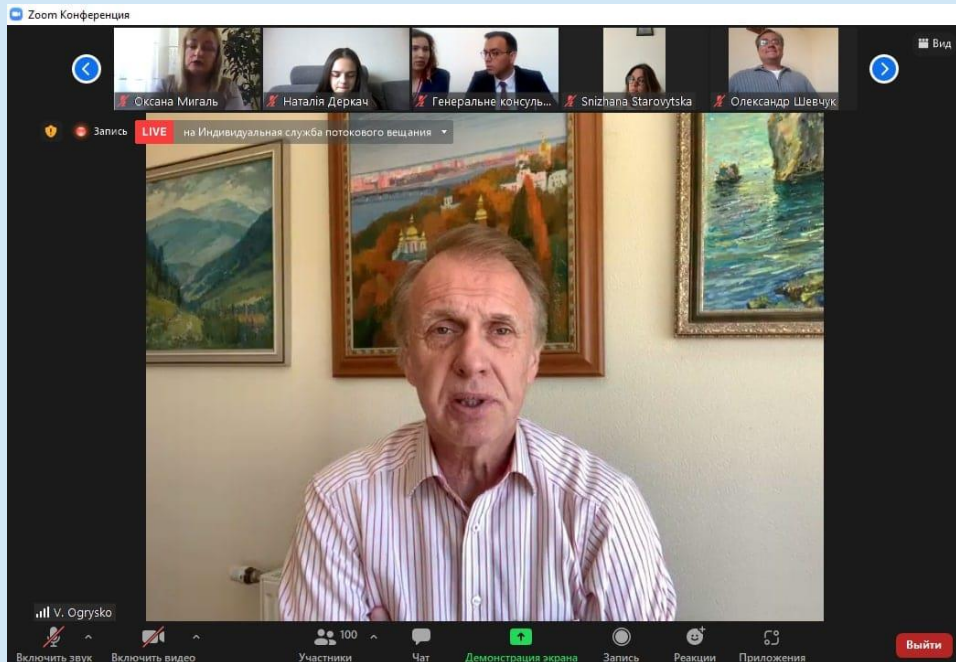 Zoom Конференция
Вид
Оксана Мигаль
Наталія Деркач
Генеральне консуль...
Snizhana Starovytska
Олександр Шевчук
Запись
LIVE
на Индивидуальная служба потокового вещания
V. Ogrysko
100
Включить звук
Включить видео
Участники
Чат
Демонстрация экрана
Запись
Реакции
Приложения
Выйти